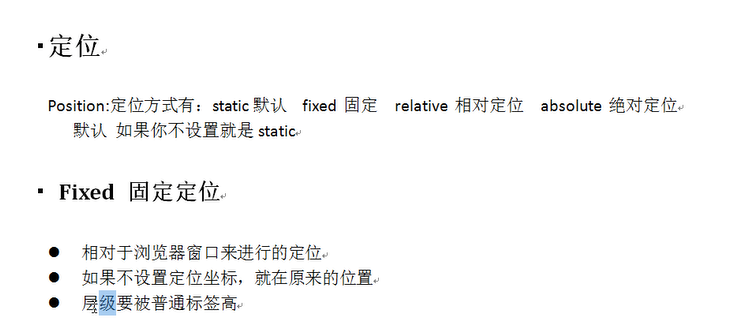 ▪定位
Position:定位方式有：static 默认 fixed 固定 relative 相对定位 absolute 绝对定位
默认 如果你不设置就是 static
▪ Fixed 固定定位
● 相对于浏览器窗口来进行的定位
● 如果不设置定位坐标，就在原来的位置
● 层级要被普通标签高